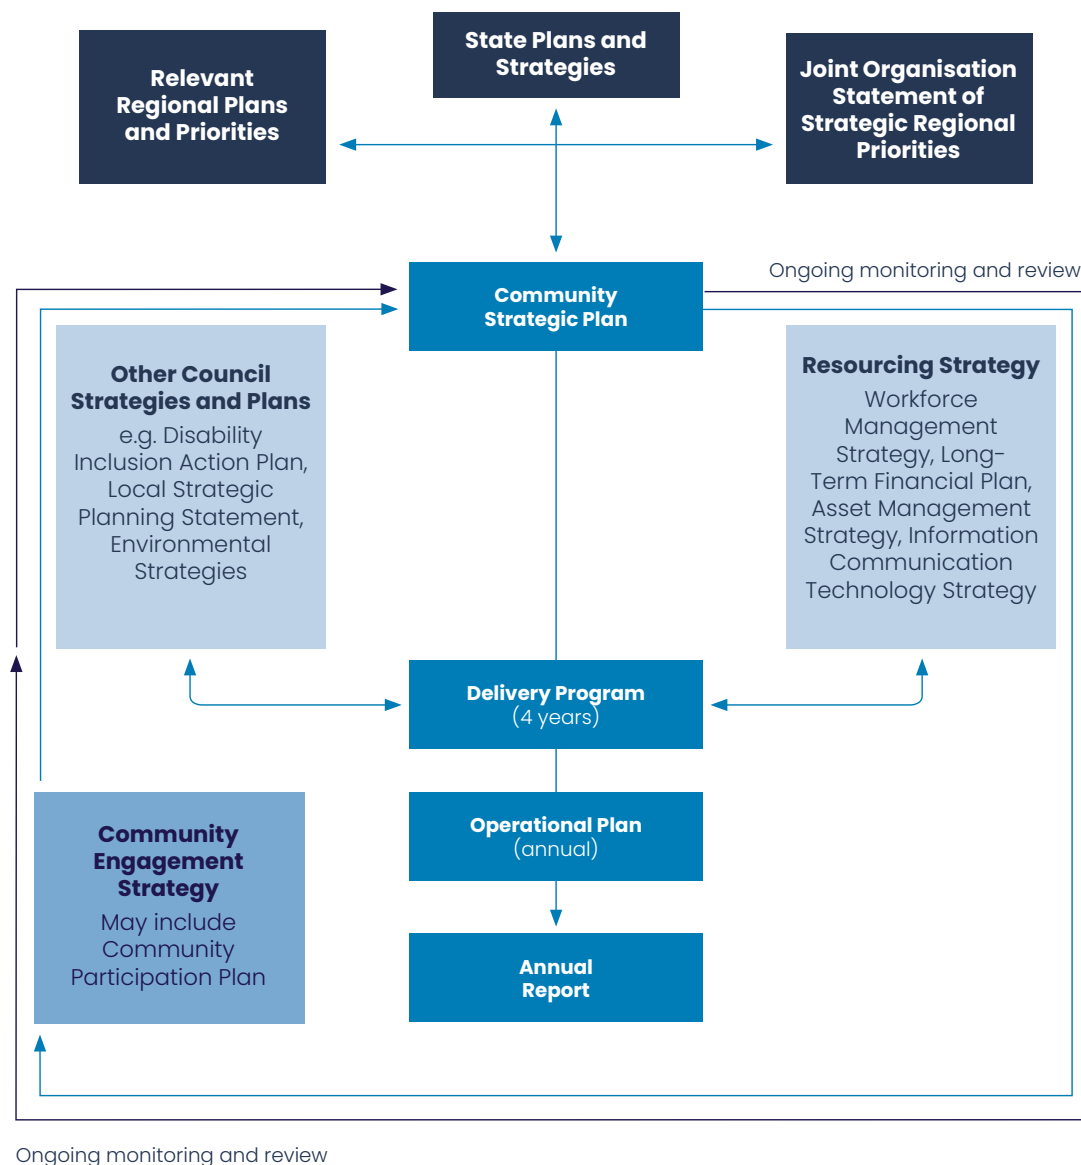 State Plans and
Strategies
Relevant
Regional Plans
and Priorities
Joint Organisation
Statement of
Strategic Regional
Priorities
Ongoing monitoring and review
Community
Strategic Plan
Other Council
Strategies and Plans
e.g. Disability
Inclusion Action Plan,
Local Strategic
Planning Statement,
Environmental
Strategies
Resourcing Strategy
Workforce
Management
Strategy, Long-
Term Financial Plan,
Asset Management
Strategy, Information
Communication
Technology Strategy
Delivery Program
(4 years)
Community
Engagement
Strategy
May include
Community
Participation Plan
Operational Plan
(annual)
Annual
Report
Ongoing monitoring and review